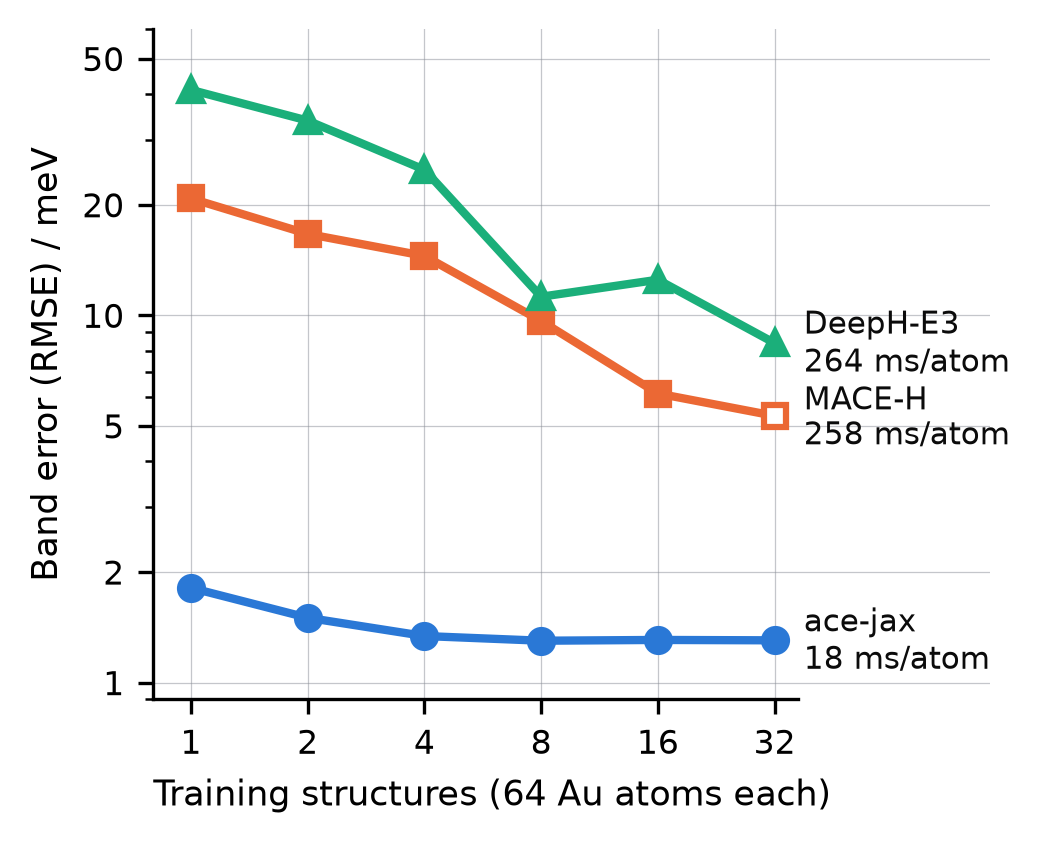 50
20
10
5
2
1
Band error (RMSE) / meV
DeepH-E3
264 ms/atom
MACE-H
258 ms/atom
ace-jax
18 ms/atom
1 2 4 8 16 32
Training structures (64 Au atoms each)